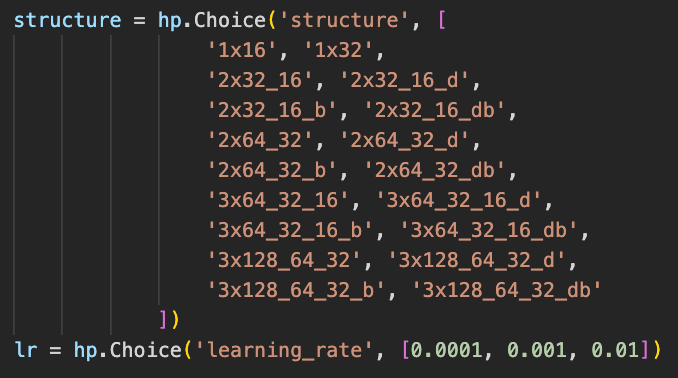 structure = hp.Choice('structure', [
'1x16', '1x32',
'2x32_16', '2x32_16_d',
'2x32_16_b', '2x32_16_db',
'2x64_32', '2x64_32_d',
'2x64_32_b', '2x64_32_db',
'3x64_32_16', '3x64_32_16_d',
'3x64_32_16_b', '3x64_32_16_db',
'3x128_64_32', '3x128_64_32_d',
'3x128_64_32_b', '3x128_64_32_db'
])
lr = hp.Choice('learning_rate', [0.0001, 0.001, 0.01])